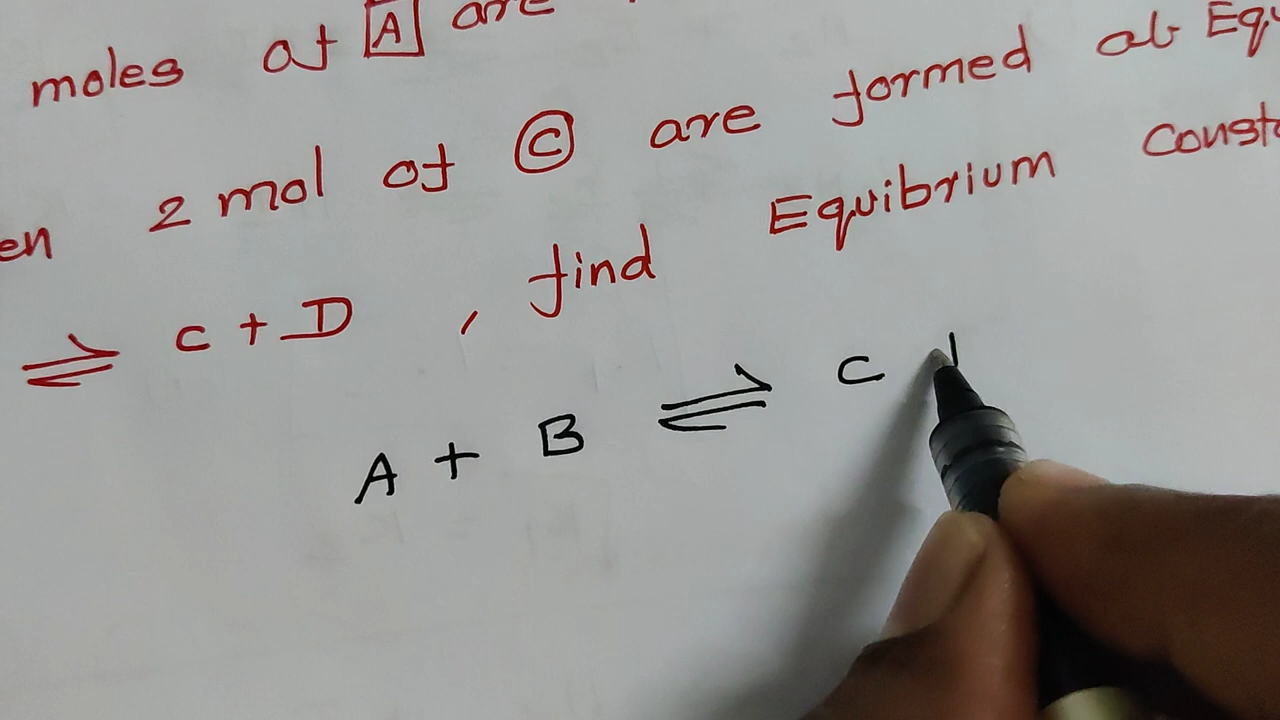 moles of A are
2 mol of C are formed at Equ
en
Equibrium Const
⇌ C + D , find
A + B ⇌ C